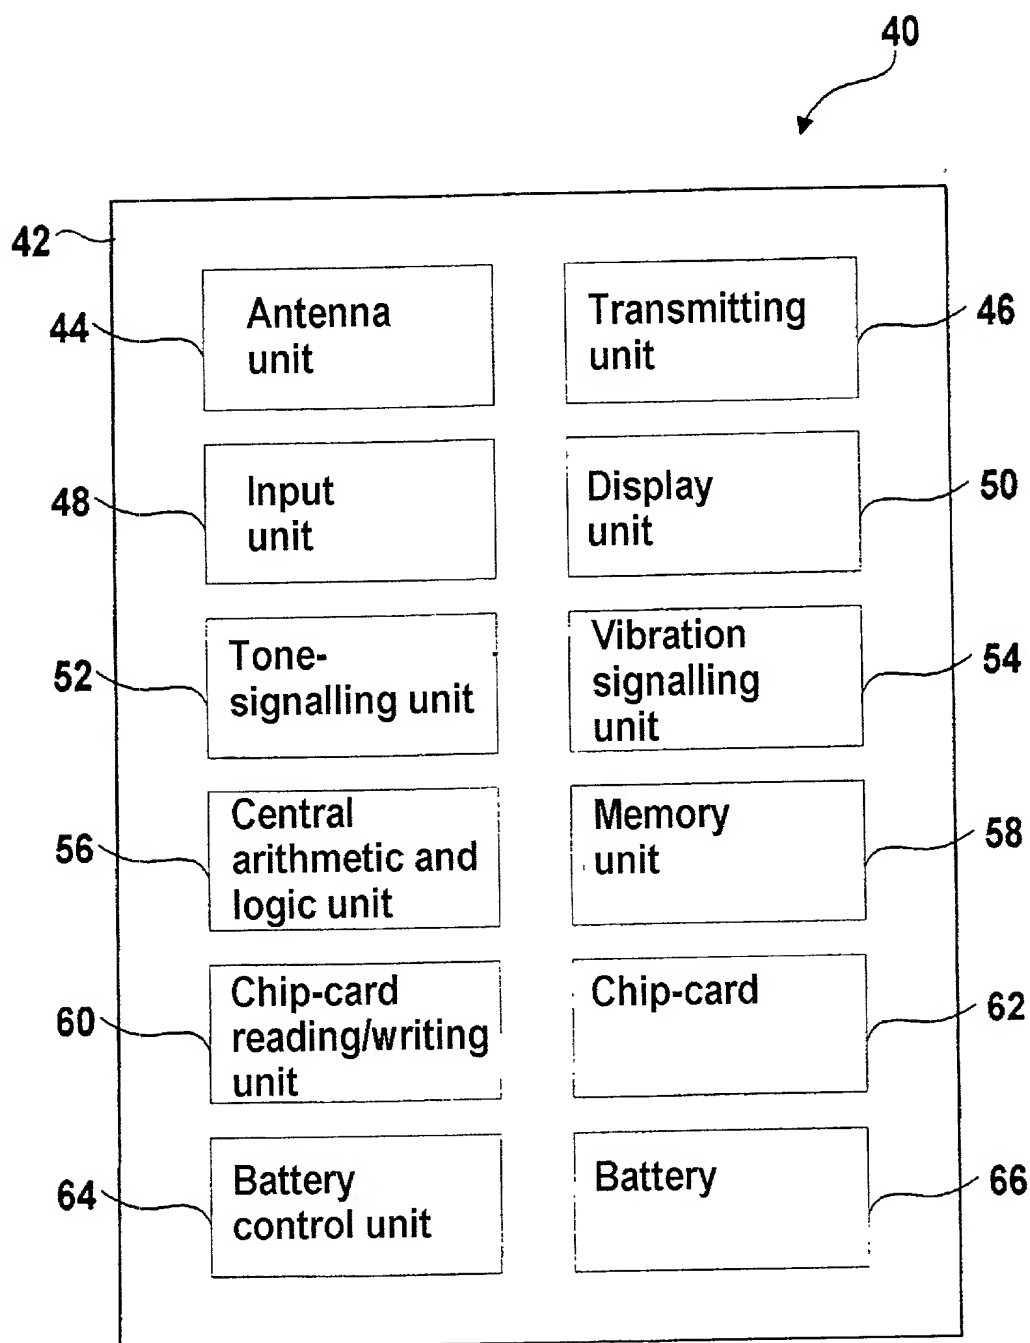 40
42
44
Antenna
unit
Transmitting
unit
46
48
Input
unit
Display
unit
50
52
Tone-
signalling unit
Vibration
signalling
unit
54
56
Central
arithmetic and
logic unit
Memory
unit
58
60
Chip-card
reading/writing
unit
Chip-card
62
64
Battery
control unit
Battery
66